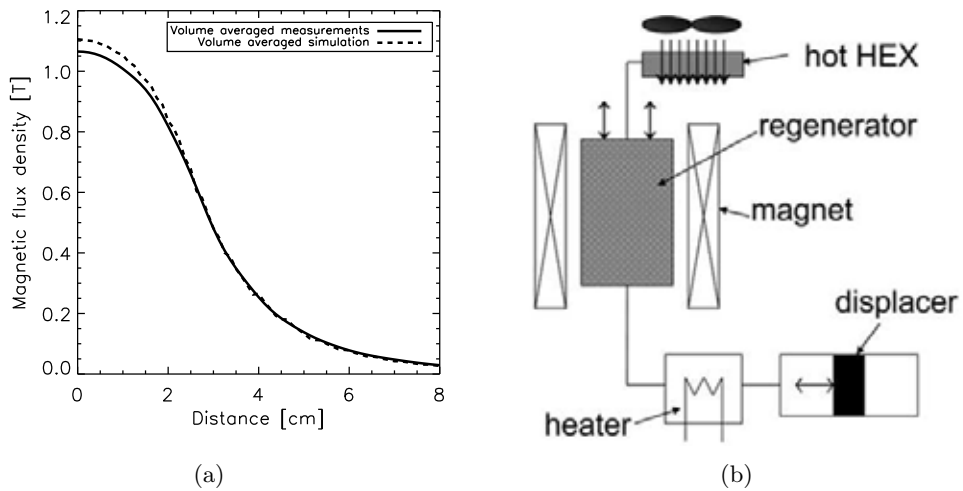 Volume averaged measurements
Volume averaged simulation
Magnetic flux density [T]
1.2
1.0
0.8
0.6
0.4
0.2
0.0
0 2 4 6 8
Distance [cm]
(a)
hot HEX
regenerator
magnet
displacer
heater
(b)